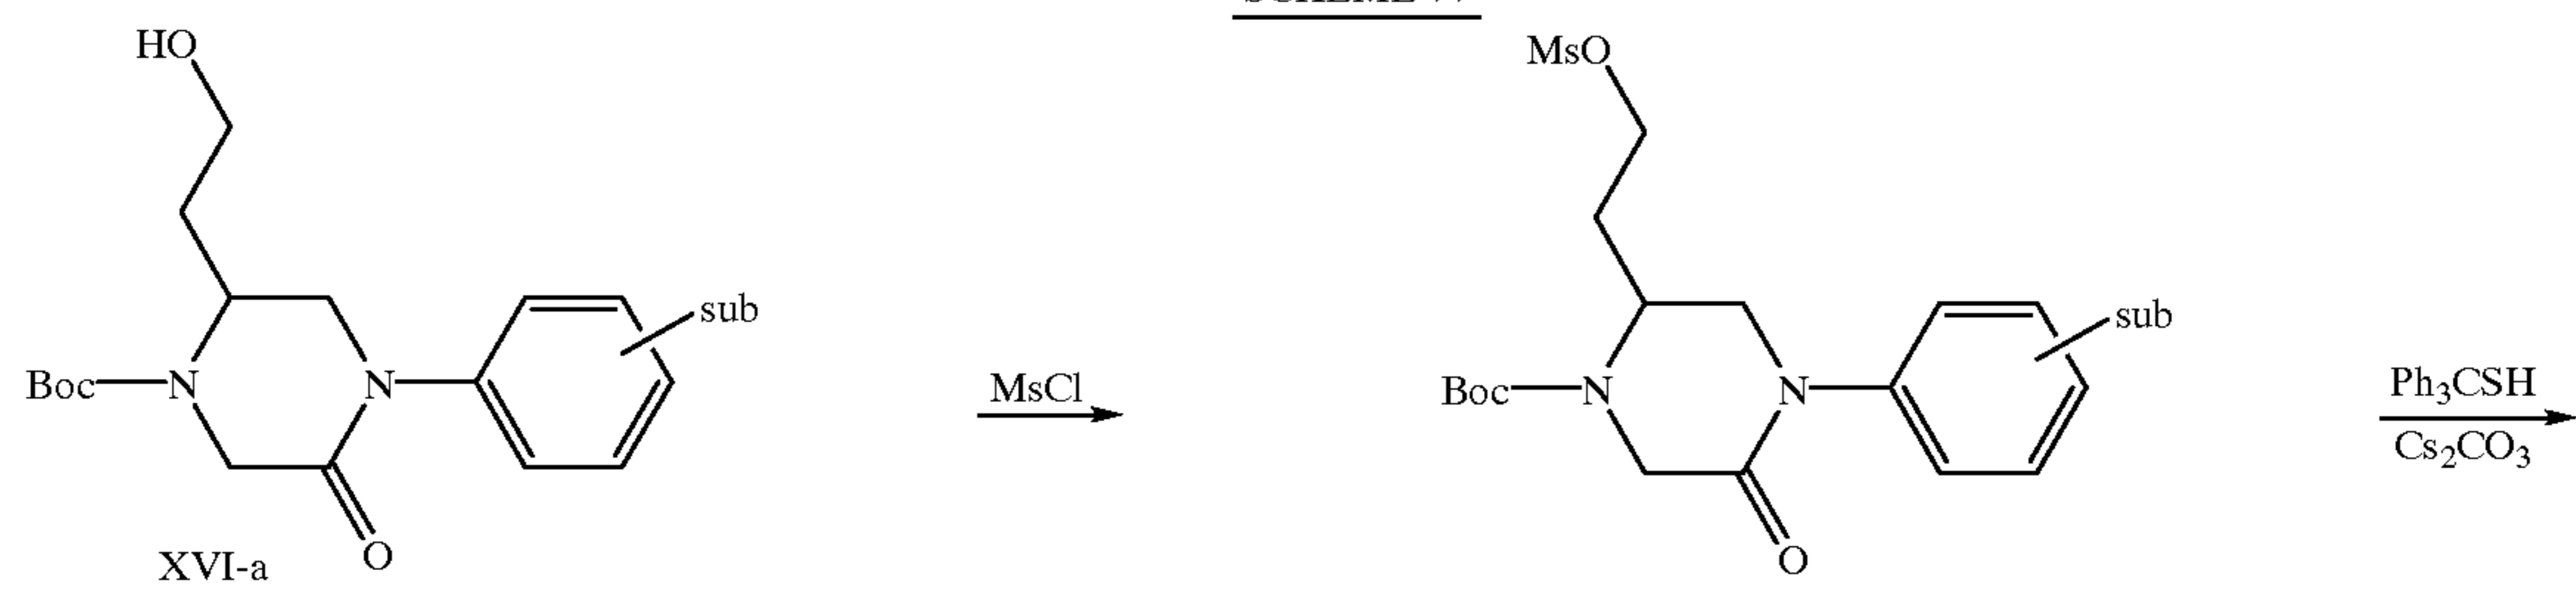 HO
MsO
sub
sub
Boc
N
N
MsCl
Boc
N
N
Ph₃CSH
Cs₂CO₃
O
XVI-a
O